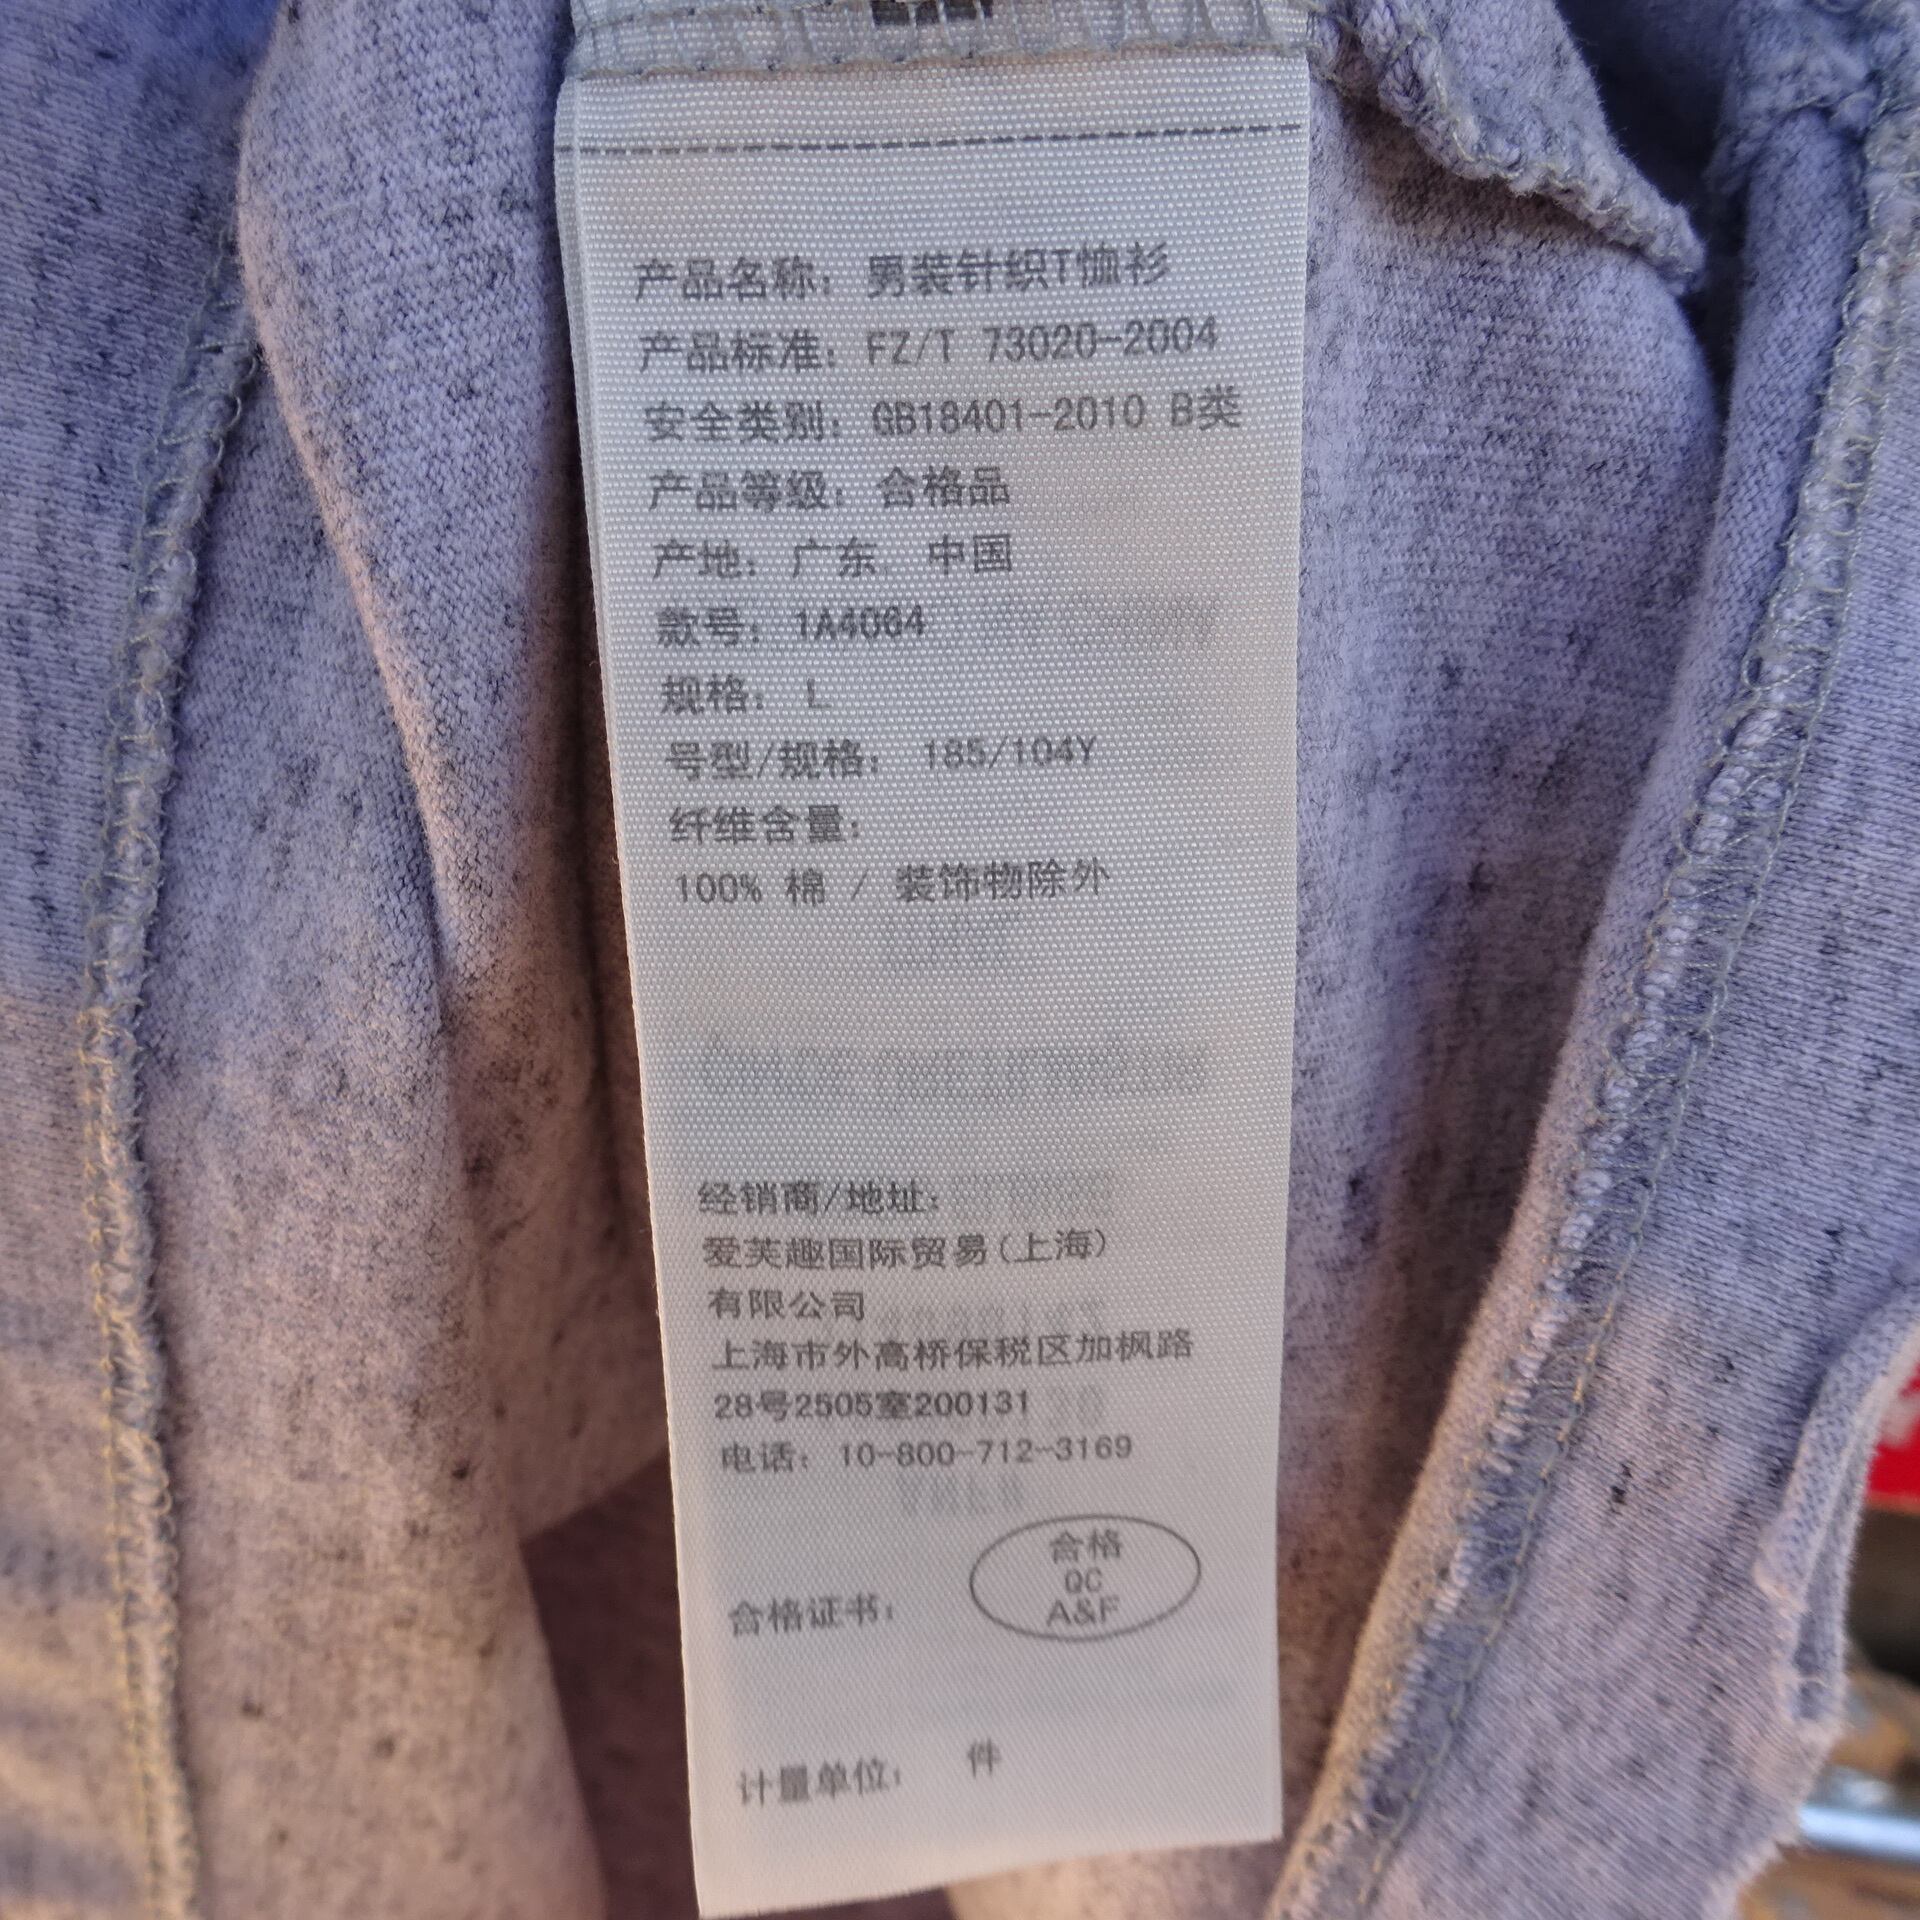 产品名称：男装针织T恤衫
产品标准：FZ/T 73020-2004
安全类别：GB18401-2010 B类
产品等级：合格品
产地：广东 中国
款号：1A4064
规格：L
号型/规格：185/104Y
纤维含量：
100% 棉 / 装饰物除外
经销商/地址：
爱芙趣国际贸易(上海)
有限公司
上海市外高桥保税区加枫路
28号2505室200131
电话：10-800-712-3169
合格
QC
A&F
合格证书：
计量单位： 件